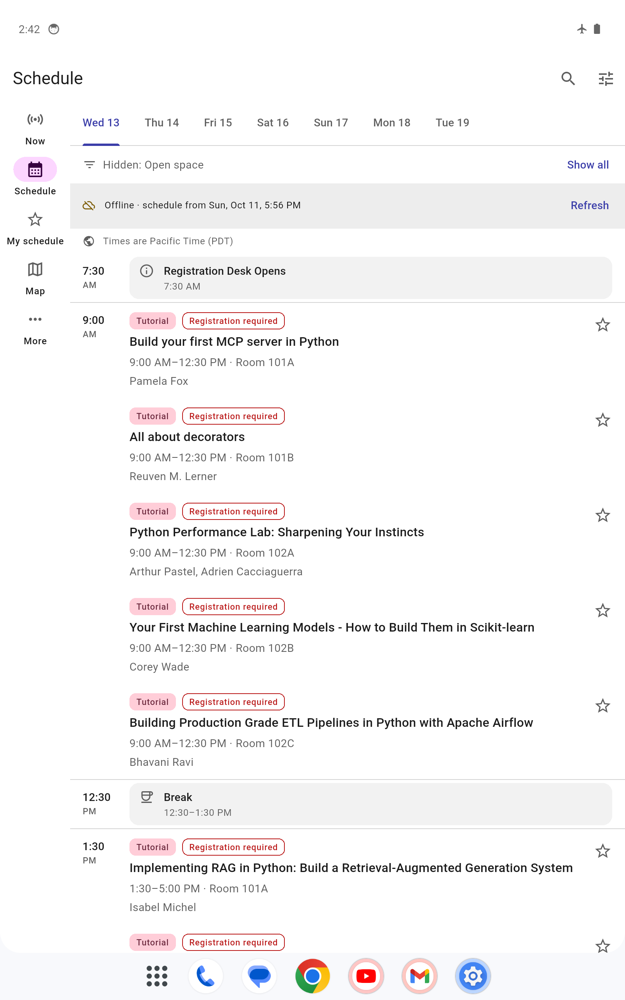 2:42
Schedule
Now
Schedule
My schedule
Map
More
Wed 13 Thu 14 Fri 15 Sat 16 Sun 17 Mon 18 Tue 19
Hidden: Open space Show all
Offline · schedule from Sun, Oct 11, 5:56 PM Refresh
Times are Pacific Time (PDT)
7:30 AM
Registration Desk Opens
7:30 AM
9:00 AM
Tutorial Registration required
Build your first MCP server in Python
9:00 AM–12:30 PM · Room 101A
Pamela Fox
Tutorial Registration required
All about decorators
9:00 AM–12:30 PM · Room 101B
Reuven M. Lerner
Tutorial Registration required
Python Performance Lab: Sharpening Your Instincts
9:00 AM–12:30 PM · Room 102A
Arthur Pastel, Adrien Cacciaguerra
Tutorial Registration required
Your First Machine Learning Models - How to Build Them in Scikit-learn
9:00 AM–12:30 PM · Room 102B
Corey Wade
Tutorial Registration required
Building Production Grade ETL Pipelines in Python with Apache Airflow
9:00 AM–12:30 PM · Room 102C
Bhavani Ravi
12:30 PM
Break
12:30–1:30 PM
1:30 PM
Tutorial Registration required
Implementing RAG in Python: Build a Retrieval-Augmented Generation System
1:30–5:00 PM · Room 101A
Isabel Michel
Tutorial Registration required